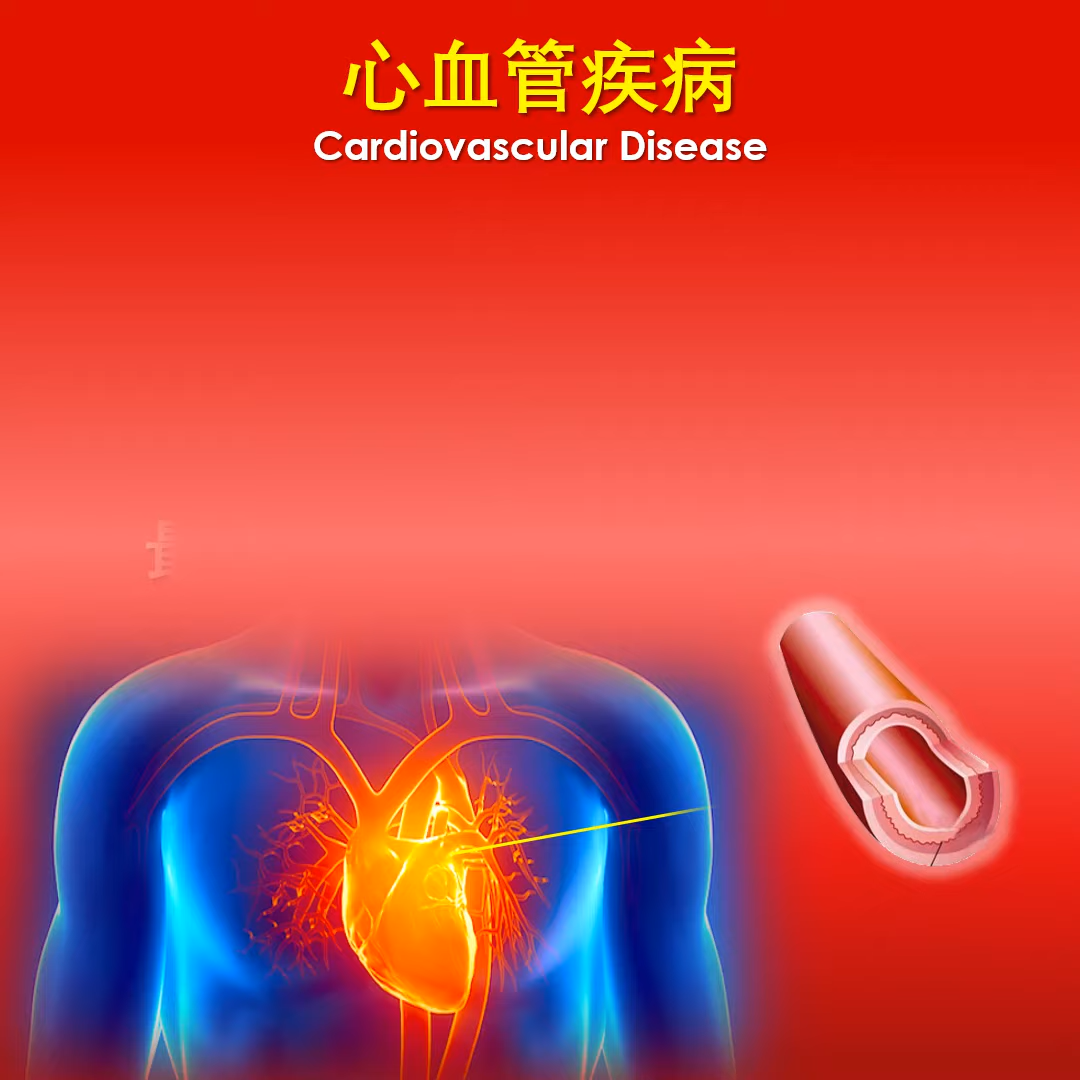 心血管疾病
Cardiovascular Disease